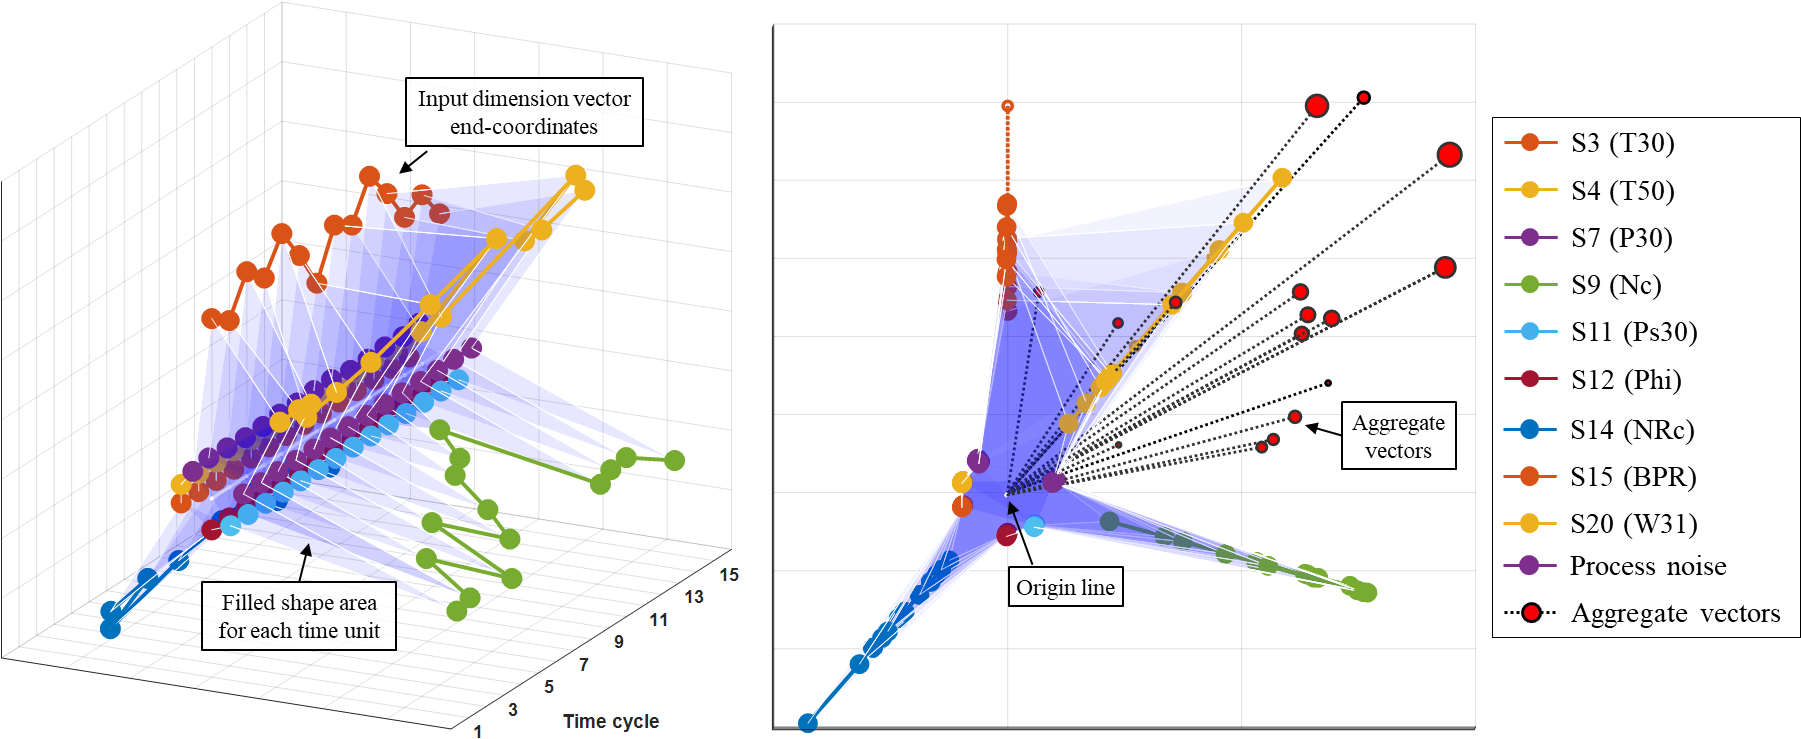 Input dimension vector
end-coordinates
Filled shape area
for each time unit
1
3
5
7
9
11
13
15
Time cycle
Origin line
Aggregate
vectors
S3 (T30)
S4 (T50)
S7 (P30)
S9 (Nc)
S11 (Ps30)
S12 (Phi)
S14 (NRc)
S15 (BPR)
S20 (W31)
Process noise
Aggregate vectors